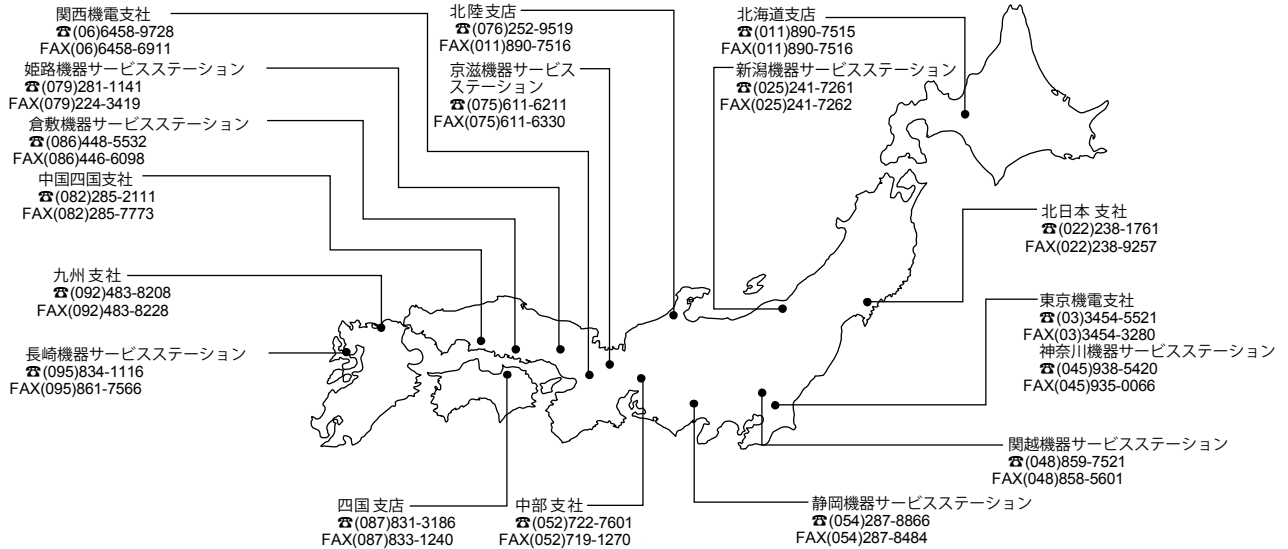 関西機電支社
☎(06)6458-9728
FAX(06)6458-6911
姫路機器サービスステーション
☎(079)281-1141
FAX(079)224-3419
倉敷機器サービスステーション
☎(086)448-5532
FAX(086)446-6098
中国四国支社
☎(082)285-2111
FAX(082)285-7773
九州支社
☎(092)483-8208
FAX(092)483-8228
長崎機器サービスステーション
☎(095)834-1116
FAX(095)861-7566
北陸支店
☎(076)252-9519
FAX(011)890-7516
京滋機器サービス
ステーション
☎(075)611-6211
FAX(075)611-6330
北海道支店
☎(011)890-7515
FAX(011)890-7516
新潟機器サービスステーション
☎(025)241-7261
FAX(025)241-7262
北日本支社
☎(022)238-1761
FAX(022)238-9257
東京機電支社
☎(03)3454-5521
FAX(03)3454-3280
神奈川機器サービスステーション
☎(045)938-5420
FAX(045)935-0066
関越機器サービスステーション
☎(048)859-7521
FAX(048)858-5601
静岡機器サービスステーション
☎(054)287-8866
FAX(054)287-8484
四国支店
☎(087)831-3186
FAX(087)833-1240
中部支社
☎(052)722-7601
FAX(052)719-1270